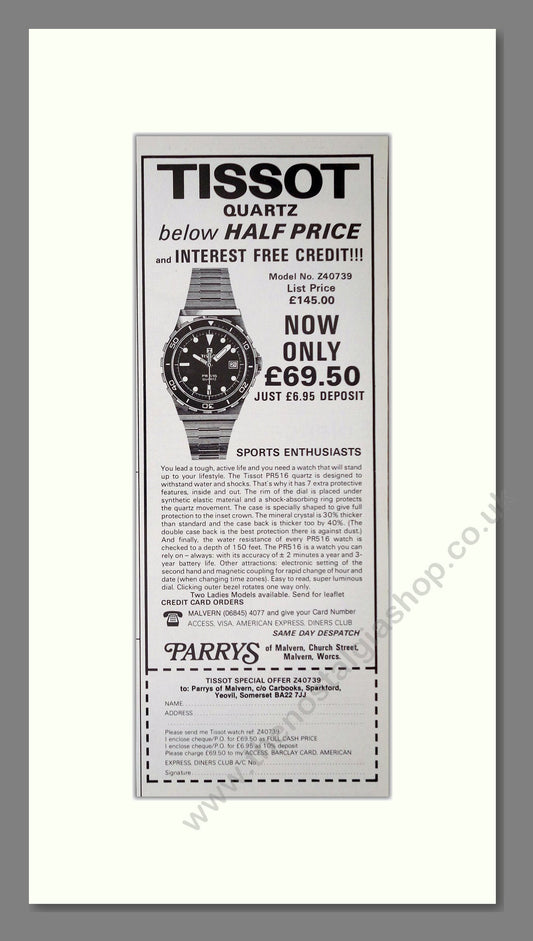 TISSOT
QUARTZ
below HALF PRICE
and INTEREST FREE CREDIT!!!
Model No. Z40739
List Price
£145.00
NOW
ONLY
£69.50
JUST £6.95 DEPOSIT
TISSOT
PR 516
QUARTZ
SPORTS ENTHUSIASTS
You lead a tough, active life and you need a watch that will stand
up to your lifestyle. The Tissot PR516 quartz is designed to
withstand water and shocks. That's why it has 7 extra protective
features, inside and out. The rim of the dial is placed under
synthetic elastic material and a shock-absorbing ring protects
the quartz movement. The case is specially shaped to give full
protection to the inset crown. The mineral crystal is 30% thicker
than standard and the case back is thicker too by 40%. (The
double case back is the best protection there is against dust.)
And finally, the water resistance of every PR516 watch is
checked to a depth of 150 feet. The PR516 is a watch you can
rely on – always: with its accuracy of ± 2 minutes a year and 3-
year battery life. Other attractions: electronic setting of the
second hand and magnetic coupling for rapid change of hour and
date (when changing time zones). Easy to read, super luminous
dial. Clicking outer bezel rotates one way only.
Two Ladies Models available. Send for leaflet
CREDIT CARD ORDERS
MALVERN (06845) 4077 and give your Card Number
ACCESS, VISA, AMERICAN EXPRESS, DINERS CLUB
SAME DAY DESPATCH
PARRYS of Malvern, Church Street,
Malvern, Worcs.
TISSOT SPECIAL OFFER Z40739
to: Parrys of Malvern, c/o Carbooks, Sparkford,
Yeovil, Somerset BA22 7JJ
NAME
ADDRESS
Please send me Tissot watch ref: Z40739
I enclose cheque/P.O. for £69.50 as FULL CASH PRICE
I enclose cheque/P.O. for £6.95 as 10% deposit
Please charge £69.50 to my ACCESS, BARCLAY CARD, AMERICAN
EXPRESS, DINERS CLUB A/C No.
Signature
www.thenostalgiashop.co.uk